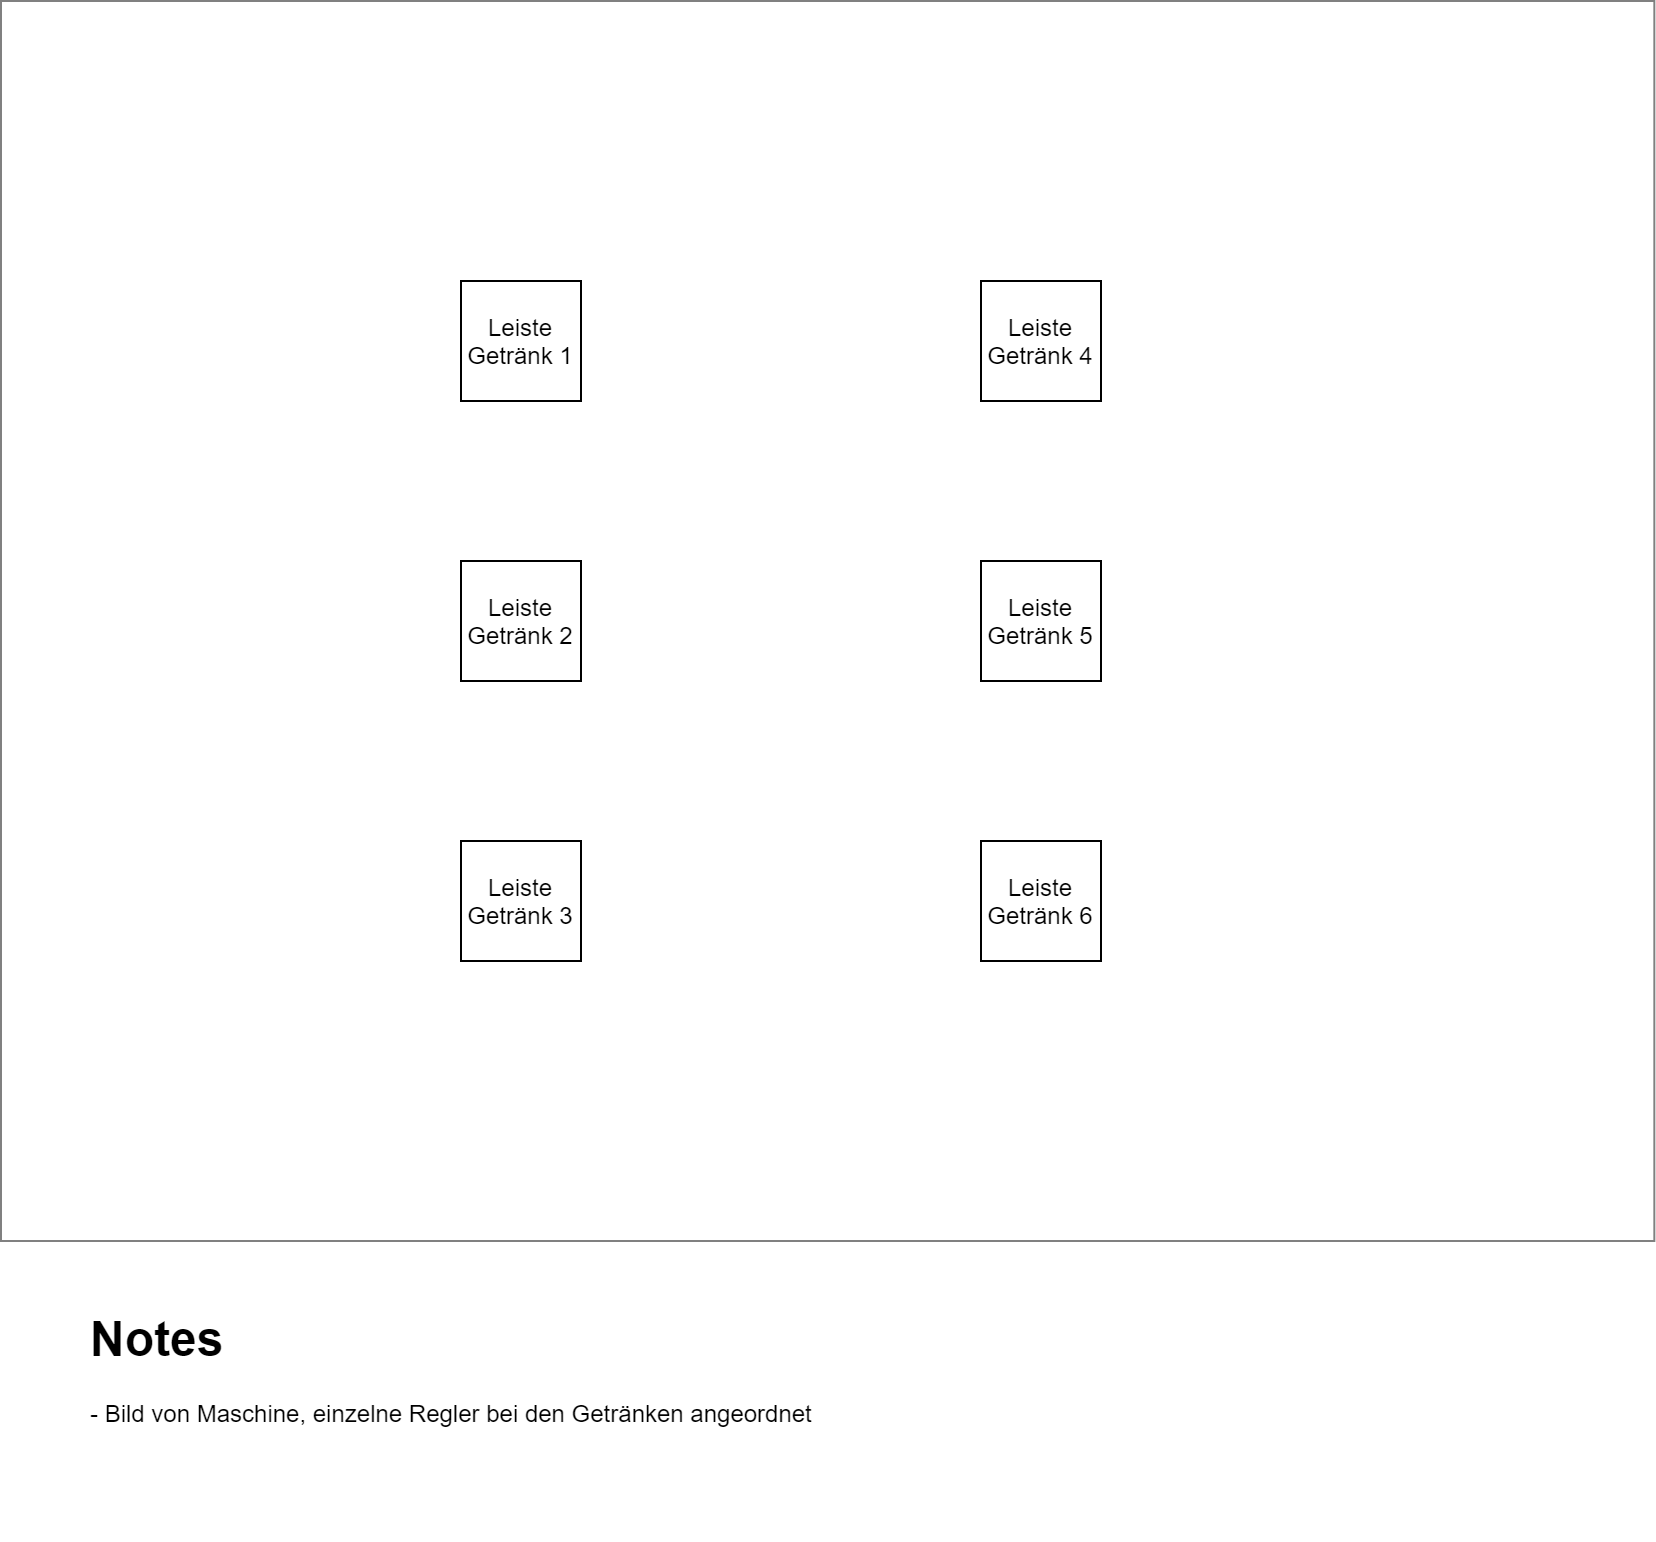 Leiste
Getränk 1
Leiste
Getränk 4
Leiste
Getränk 2
Leiste
Getränk 5
Leiste
Getränk 3
Leiste
Getränk 6
Notes
- Bild von Maschine, einzelne Regler bei den Getränken angeordnet